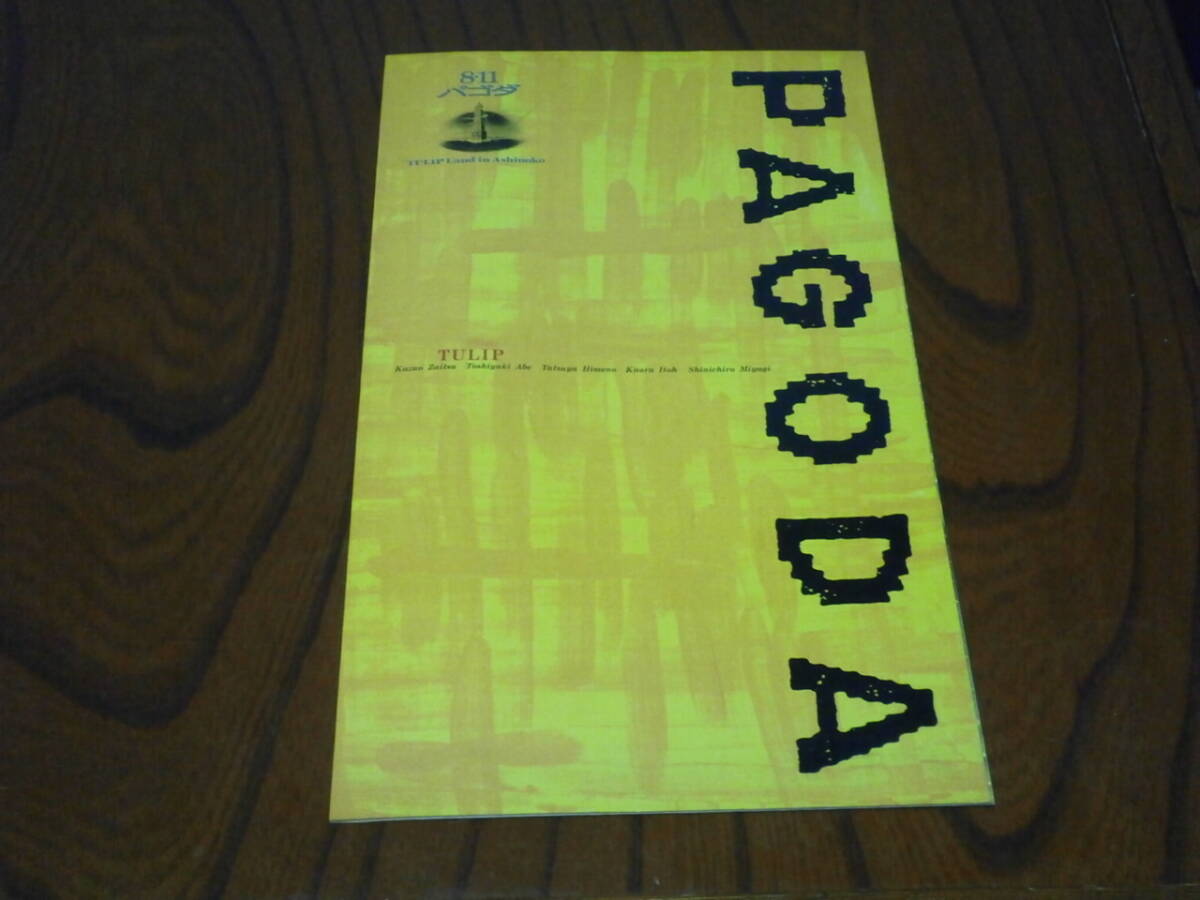 8・11
パゴダ
TULIP Land in Ashinoko
PAGODA
TULIP
Kazuo Zaitsu Toshiyuki Abe Tatsuya Himeno Kaoru Itoh Shinichiro Miyagi